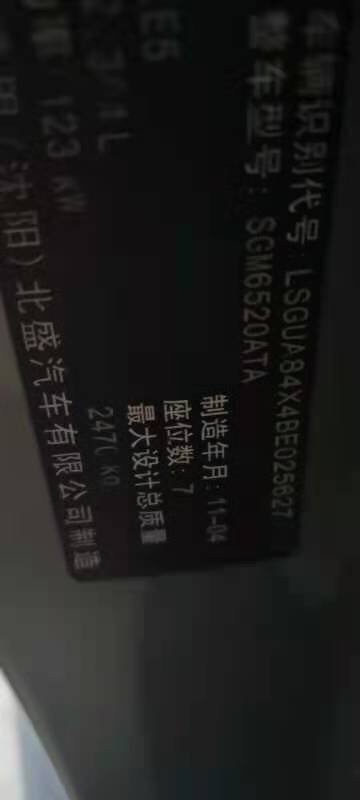 车辆识别代号:LSGUA84X4BE025627
整车型号:SGM6520ATA
制造年月:11-04
LE5
座位数:7
最大设计总质量
2470 KG
123 KW
(沈阳)北盛汽车有限公司制造